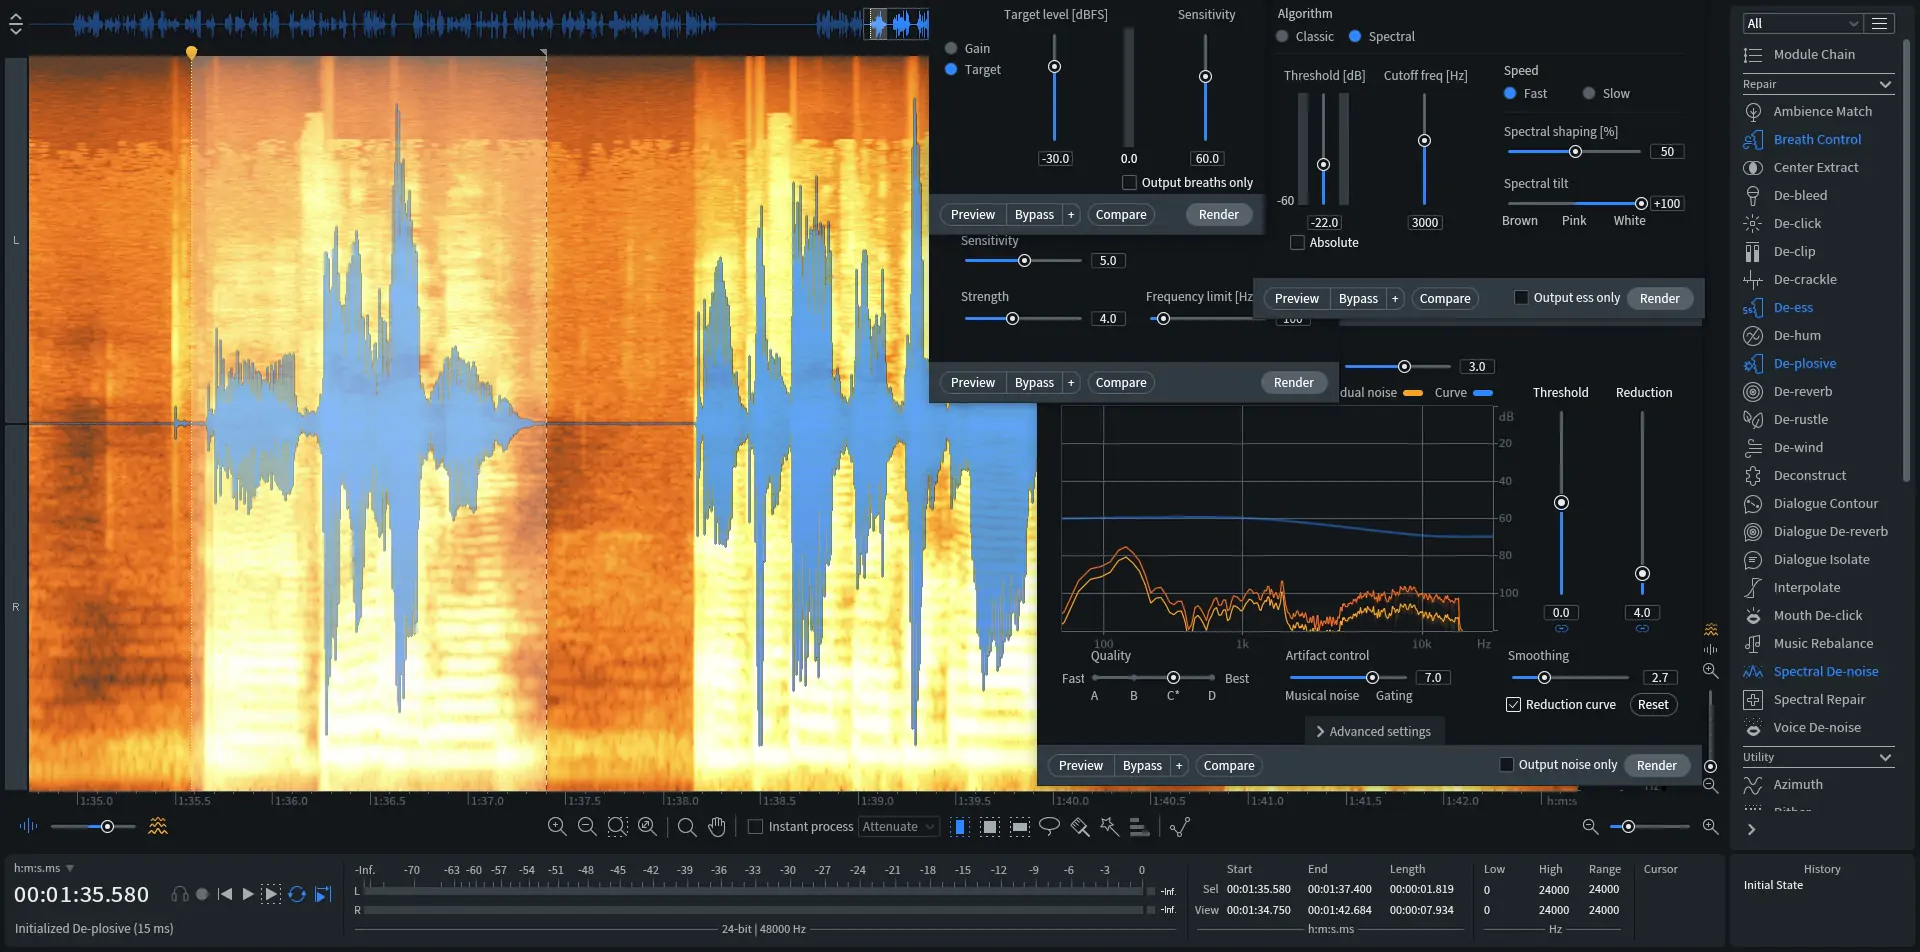 Target level [dBFS]
Sensitivity
Gain
Target
-30.0
0.0
60.0
Output breaths only
Preview
Bypass
+
Compare
Render
Algorithm
Classic
Spectral
Threshold [dB]
Cutoff freq [Hz]
-60
-22.0
3000
Absolute
Speed
Fast
Slow
Spectral shaping [%]
50
Spectral tilt
+100
Brown
Pink
White
Preview
Bypass
+
Compare
Output ess only
Render
Sensitivity
5.0
Strength
4.0
Frequency limit [Hz
100
Preview
Bypass
+
Compare
Render
3.0
dual noise
Curve
Threshold
Reduction
dB
-20
-40
-60
-80
-100
100
1k
10k
Hz
0.0
4.0
Quality
Fast
Best
A
B
C*
D
Artifact control
7.0
Musical noise
Gating
Smoothing
2.7
Reduction curve
Reset
Advanced settings
Preview
Bypass
+
Compare
Output noise only
Render
L
R
1:35.0
1:35.5
1:36.0
1:36.5
1:37.0
1:37.5
1:38.0
1:38.5
1:39.0
1:39.5
1:40.0
1:40.5
1:41.0
1:41.5
1:42.0
h:m:s
Hz
Instant process
Attenuate
All
Module Chain
Repair
Ambience Match
Breath Control
Center Extract
De-bleed
De-click
De-clip
De-crackle
De-ess
De-hum
De-plosive
De-reverb
De-rustle
De-wind
Deconstruct
Dialogue Contour
Dialogue De-reverb
Dialogue Isolate
Interpolate
Mouth De-click
Music Rebalance
Spectral De-noise
Spectral Repair
Voice De-noise
Utility
Azimuth
Dither
h:m:s.ms
00:01:35.580
Initialized De-plosive (15 ms)
-Inf. -70 -63 -60 -57 -54 -51 -48 -45 -42 -39 -36 -33 -30 -27 -24 -21 -18 -15 -12 -9 -6 -3 0
L
-Inf.
R
-Inf.
24-bit | 48000 Hz
Start End Length
Sel 00:01:35.580 00:01:37.400 00:00:01.819
View 00:01:34.750 00:01:42.684 00:00:07.934
h:m:s.ms
Low High Range
0 24000 24000
0 24000 24000
Hz
Cursor
History
Initial State